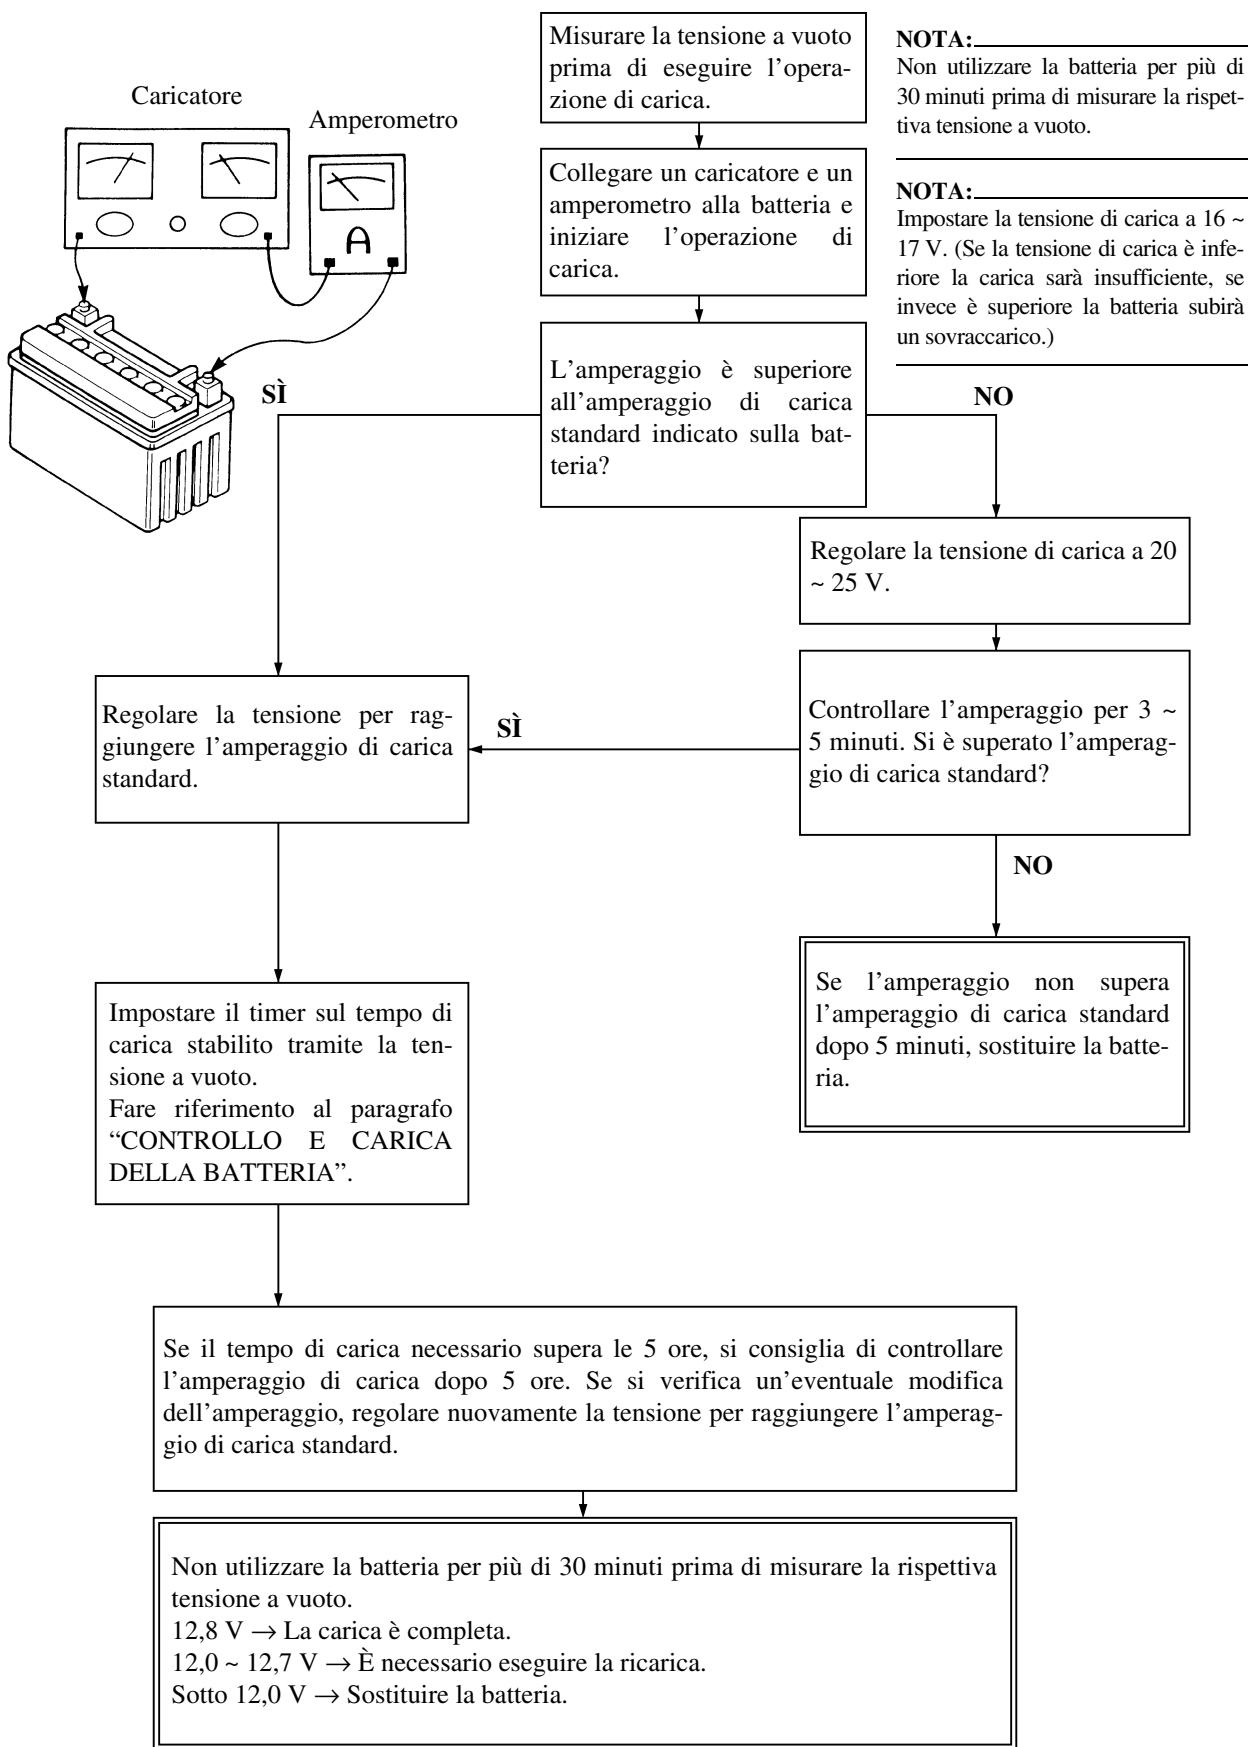 Caricatore
Amperometro
A
Misurare la tensione a vuoto
prima di eseguire l'opera-
zione di carica.
NOTA:
Non utilizzare la batteria per più di
30 minuti prima di misurare la rispet-
tiva tensione a vuoto.
Collegare un caricatore e un
amperometro alla batteria e
iniziare l'operazione di
carica.
NOTA:
Impostare la tensione di carica a 16 ~
17 V. (Se la tensione di carica è infe-
riore la carica sarà insufficiente, se
invece è superiore la batteria subirà
un sovraccarico.)
L'amperaggio è superiore
all'amperaggio di carica
standard indicato sulla bat-
teria?
SÌ
NO
Regolare la tensione di carica a 20
~ 25 V.
Controllare l'amperaggio per 3 ~
5 minuti. Si è superato l'amperag-
gio di carica standard?
SÌ
Regolare la tensione per rag-
giungere l'amperaggio di carica
standard.
NO
Se l'amperaggio non supera
l'amperaggio di carica standard
dopo 5 minuti, sostituire la batte-
ria.
Impostare il timer sul tempo di
carica stabilito tramite la ten-
sione a vuoto.
Fare riferimento al paragrafo
“CONTROLLO E CARICA
DELLA BATTERIA”.
Se il tempo di carica necessario supera le 5 ore, si consiglia di controllare
l'amperaggio di carica dopo 5 ore. Se si verifica un'eventuale modifica
dell'amperaggio, regolare nuovamente la tensione per raggiungere l'amperag-
gio di carica standard.
Non utilizzare la batteria per più di 30 minuti prima di misurare la rispettiva
tensione a vuoto.
12,8 V → La carica è completa.
12,0 ~ 12,7 V → È necessario eseguire la ricarica.
Sotto 12,0 V → Sostituire la batteria.